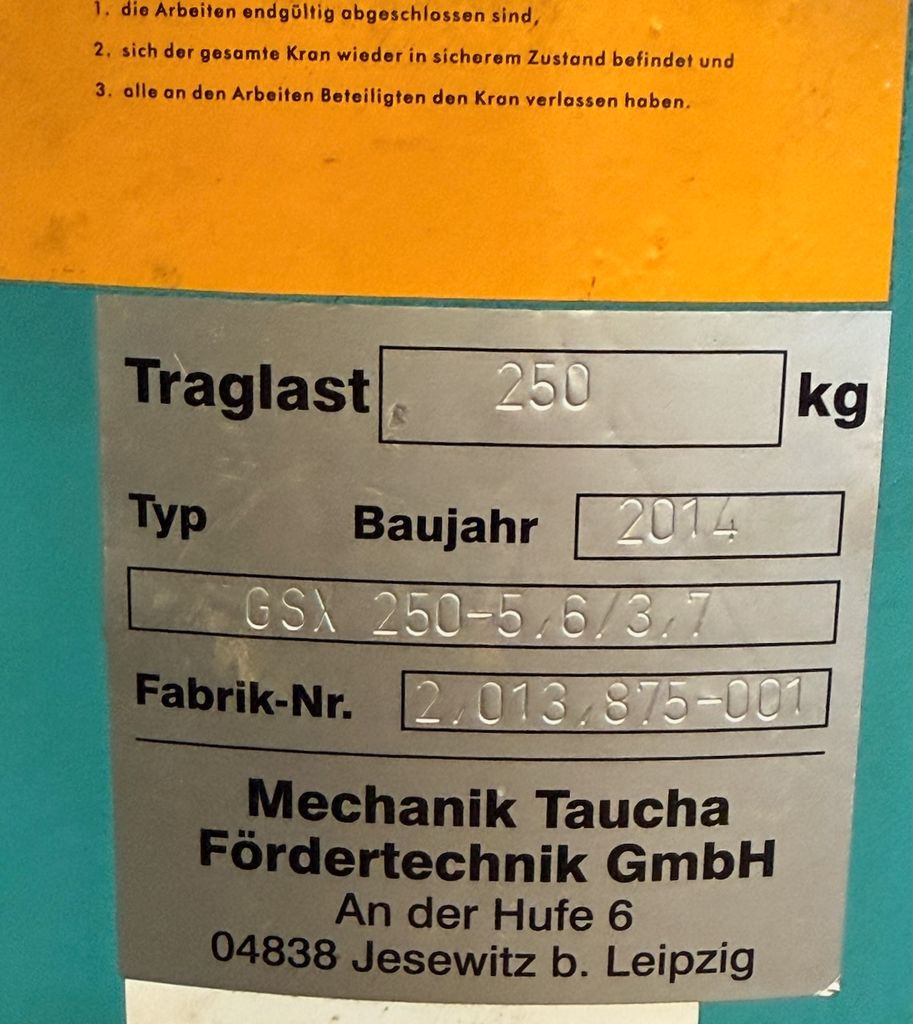 1. die Arbeiten endgültig abgeschlossen sind,
2. sich der gesamte Kran wieder in sicherem Zustand befindet und
3. alle an den Arbeiten Beteiligten den Kran verlassen haben.
Traglast 250 kg
Typ Baujahr 2014
GSX 250-5,6/3,7
Fabrik-Nr. 2,013,875-001
Mechanik Taucha
Fördertechnik GmbH
An der Hufe 6
04838 Jesewitz b. Leipzig